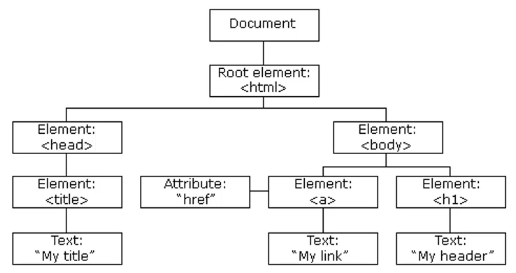 Document
Root element:
<html>
Element:
<head>
Element:
<body>
Element:
<title>
Attribute:
“href”
Element:
<a>
Element:
<h1>
Text:
“My title”
Text:
“My link”
Text:
“My header”